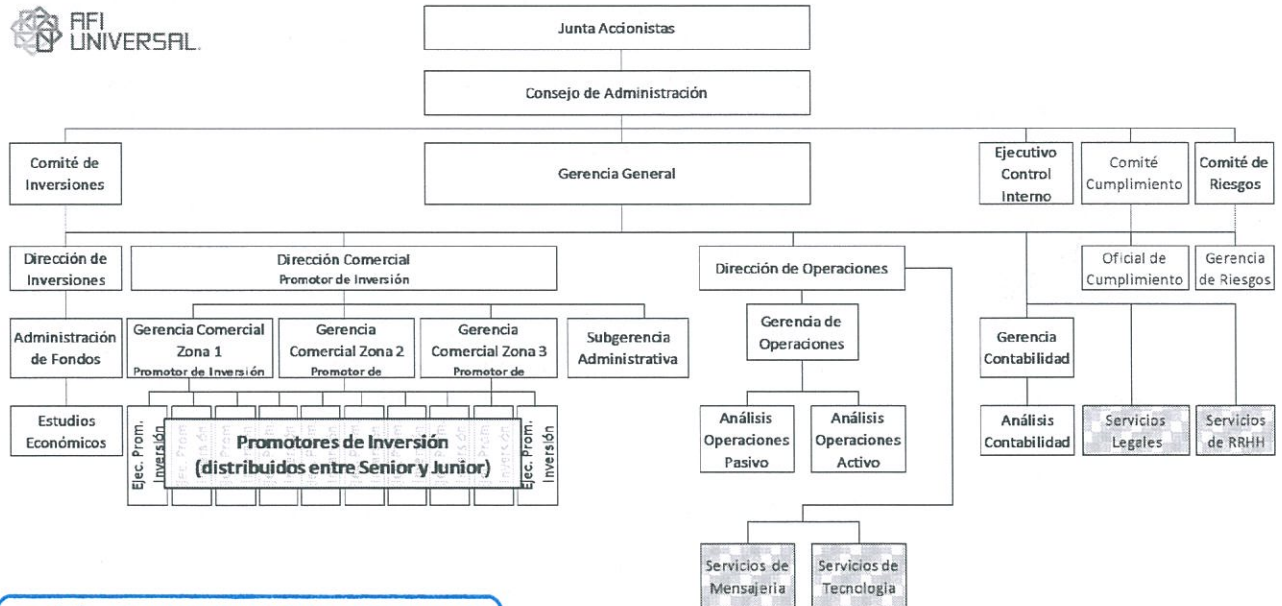 AFI
UNIVERSAL.
Junta Accionistas
Consejo de Administración
Comité de
Inversiones
Gerencia General
Ejecutivo
Control
Interno
Comité
Cumplimiento
Comité de
Riesgos
Dirección de
Inversiones
Dirección Comercial
Promotor de Inversión
Dirección de Operaciones
Oficial de
Cumplimiento
Gerencia
de Riesgos
Administración
de Fondos
Gerencia Comercial
Zona 1
Promotor de Inversión
Gerencia
Comercial Zona 2
Promotor de
Gerencia
Comercial Zona 3
Promotor de
Subgerencia
Administrativa
Gerencia de
Operaciones
Gerencia
Contabilidad
Estudios
Económicos
Ejec. Prom.
Inversión
Promotores de Inversión
(distribuidos entre Senior y Junior)
Ejec. Prom.
Inversión
Análisis
Operaciones
Pasivo
Análisis
Operaciones
Activo
Análisis
Contabilidad
Servicios
Legales
Servicios
de RRHH
Servicios de
Mensajeria
Servicios de
Tecnologia